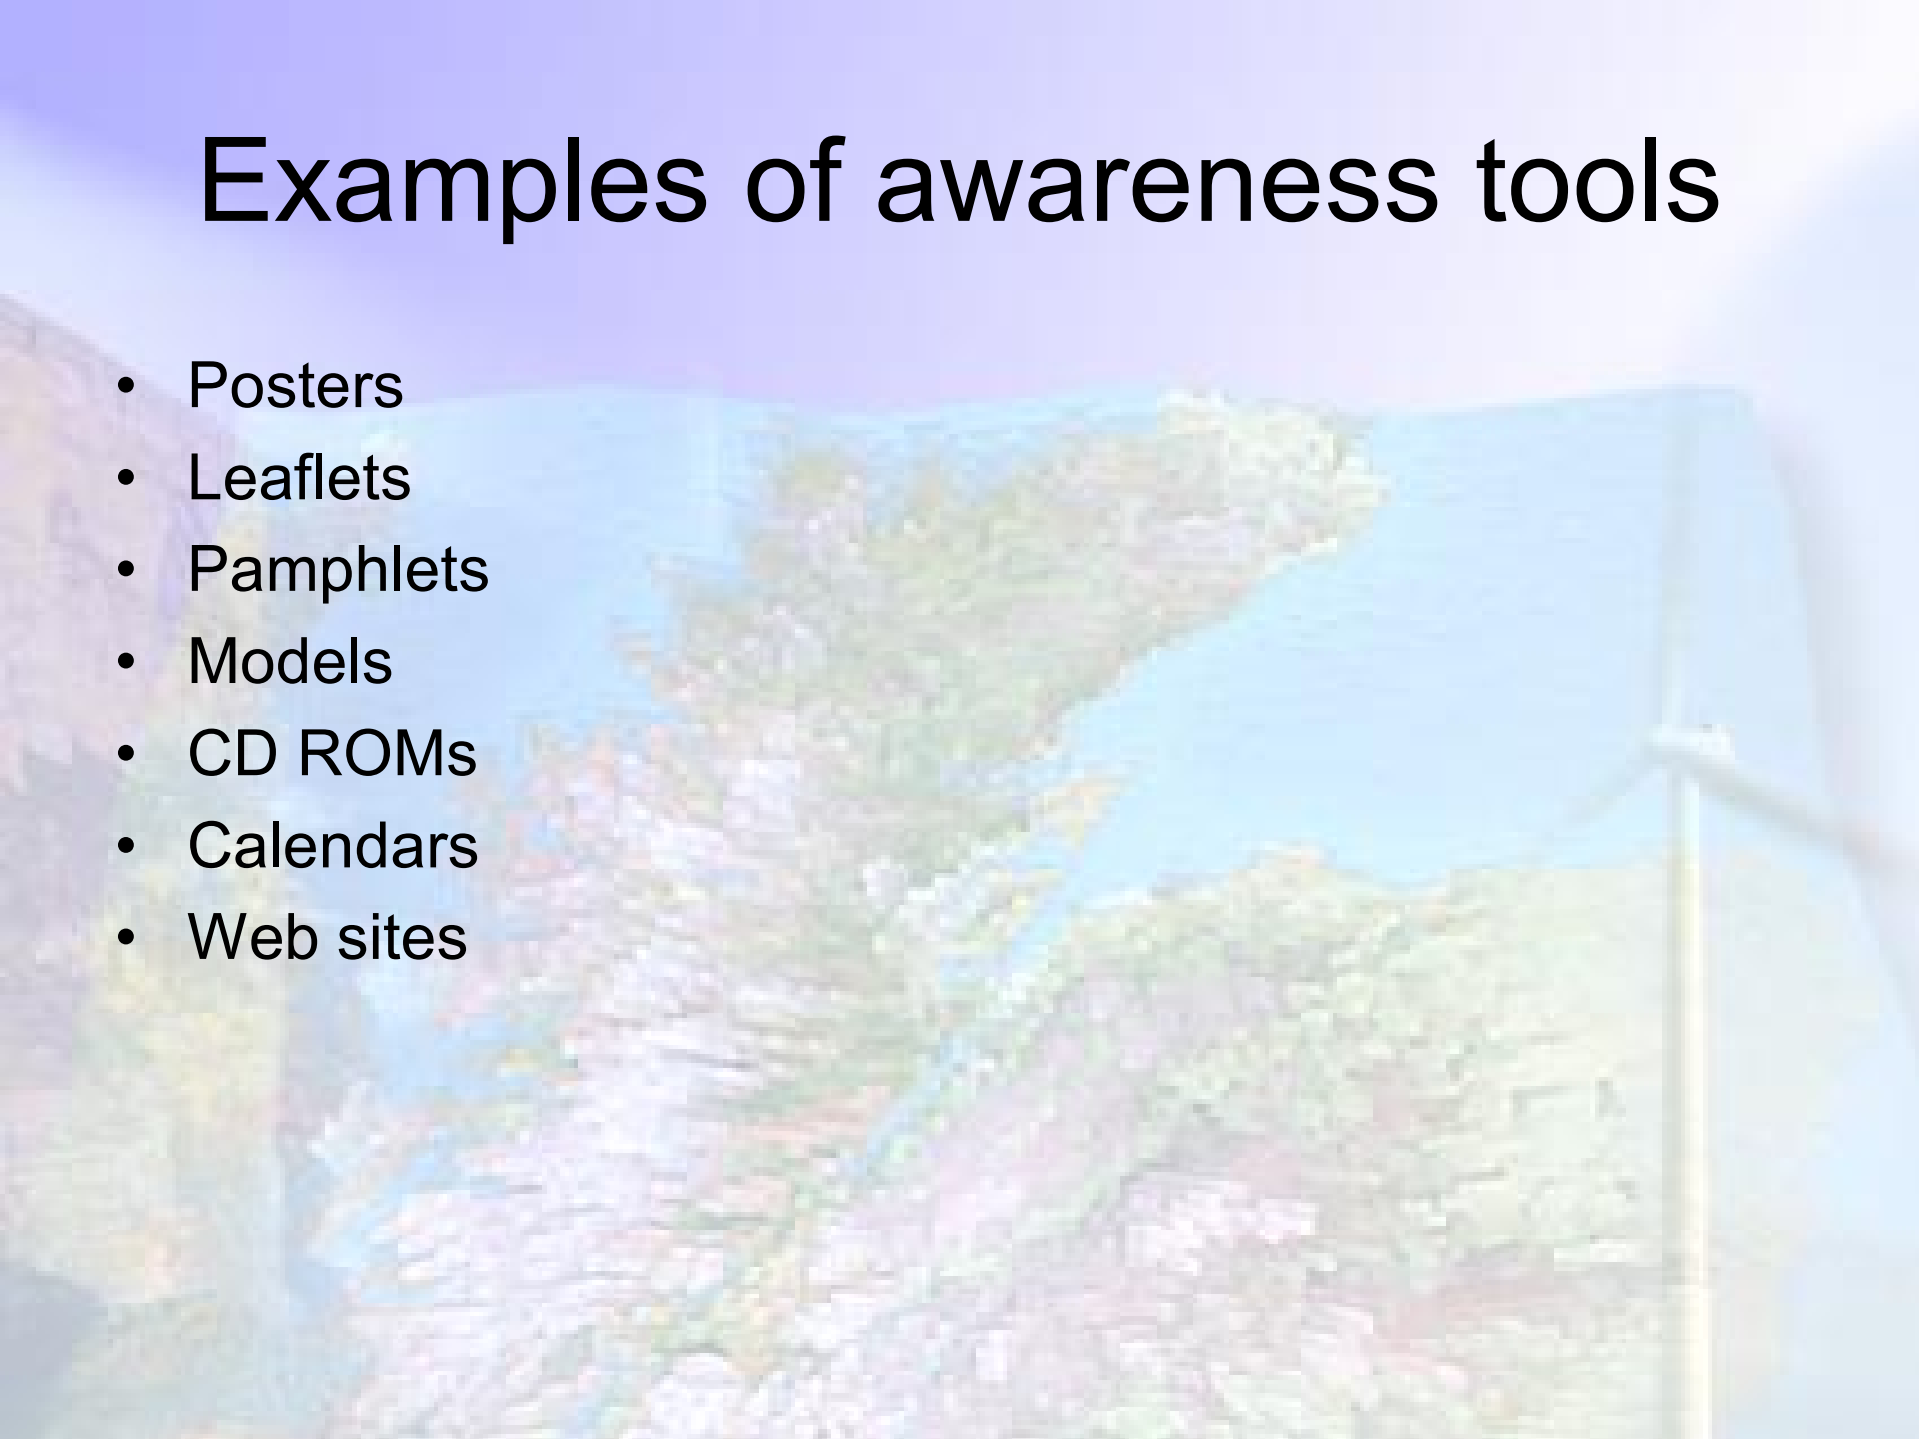 Examples of awareness tools
• Posters
• Leaflets
• Pamphlets
• Models
• CD ROMs
• Calendars
• Web sites